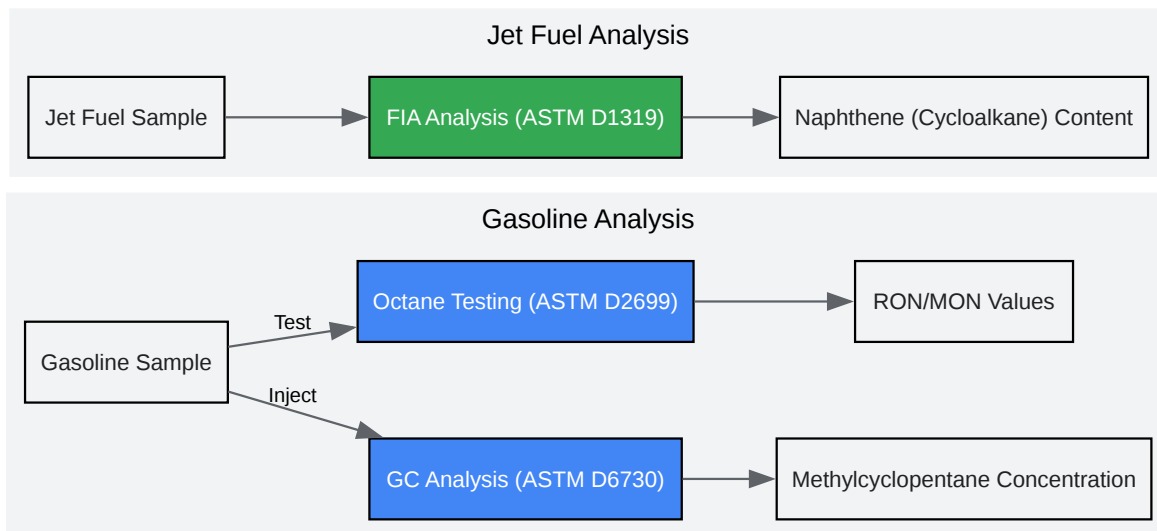 Jet Fuel Analysis
Jet Fuel Sample
FIA Analysis (ASTM D1319)
Naphthene (Cycloalkane) Content
Gasoline Analysis
Octane Testing (ASTM D2699)
RON/MON Values
Test
Gasoline Sample
Inject
GC Analysis (ASTM D6730)
Methylcyclopentane Concentration